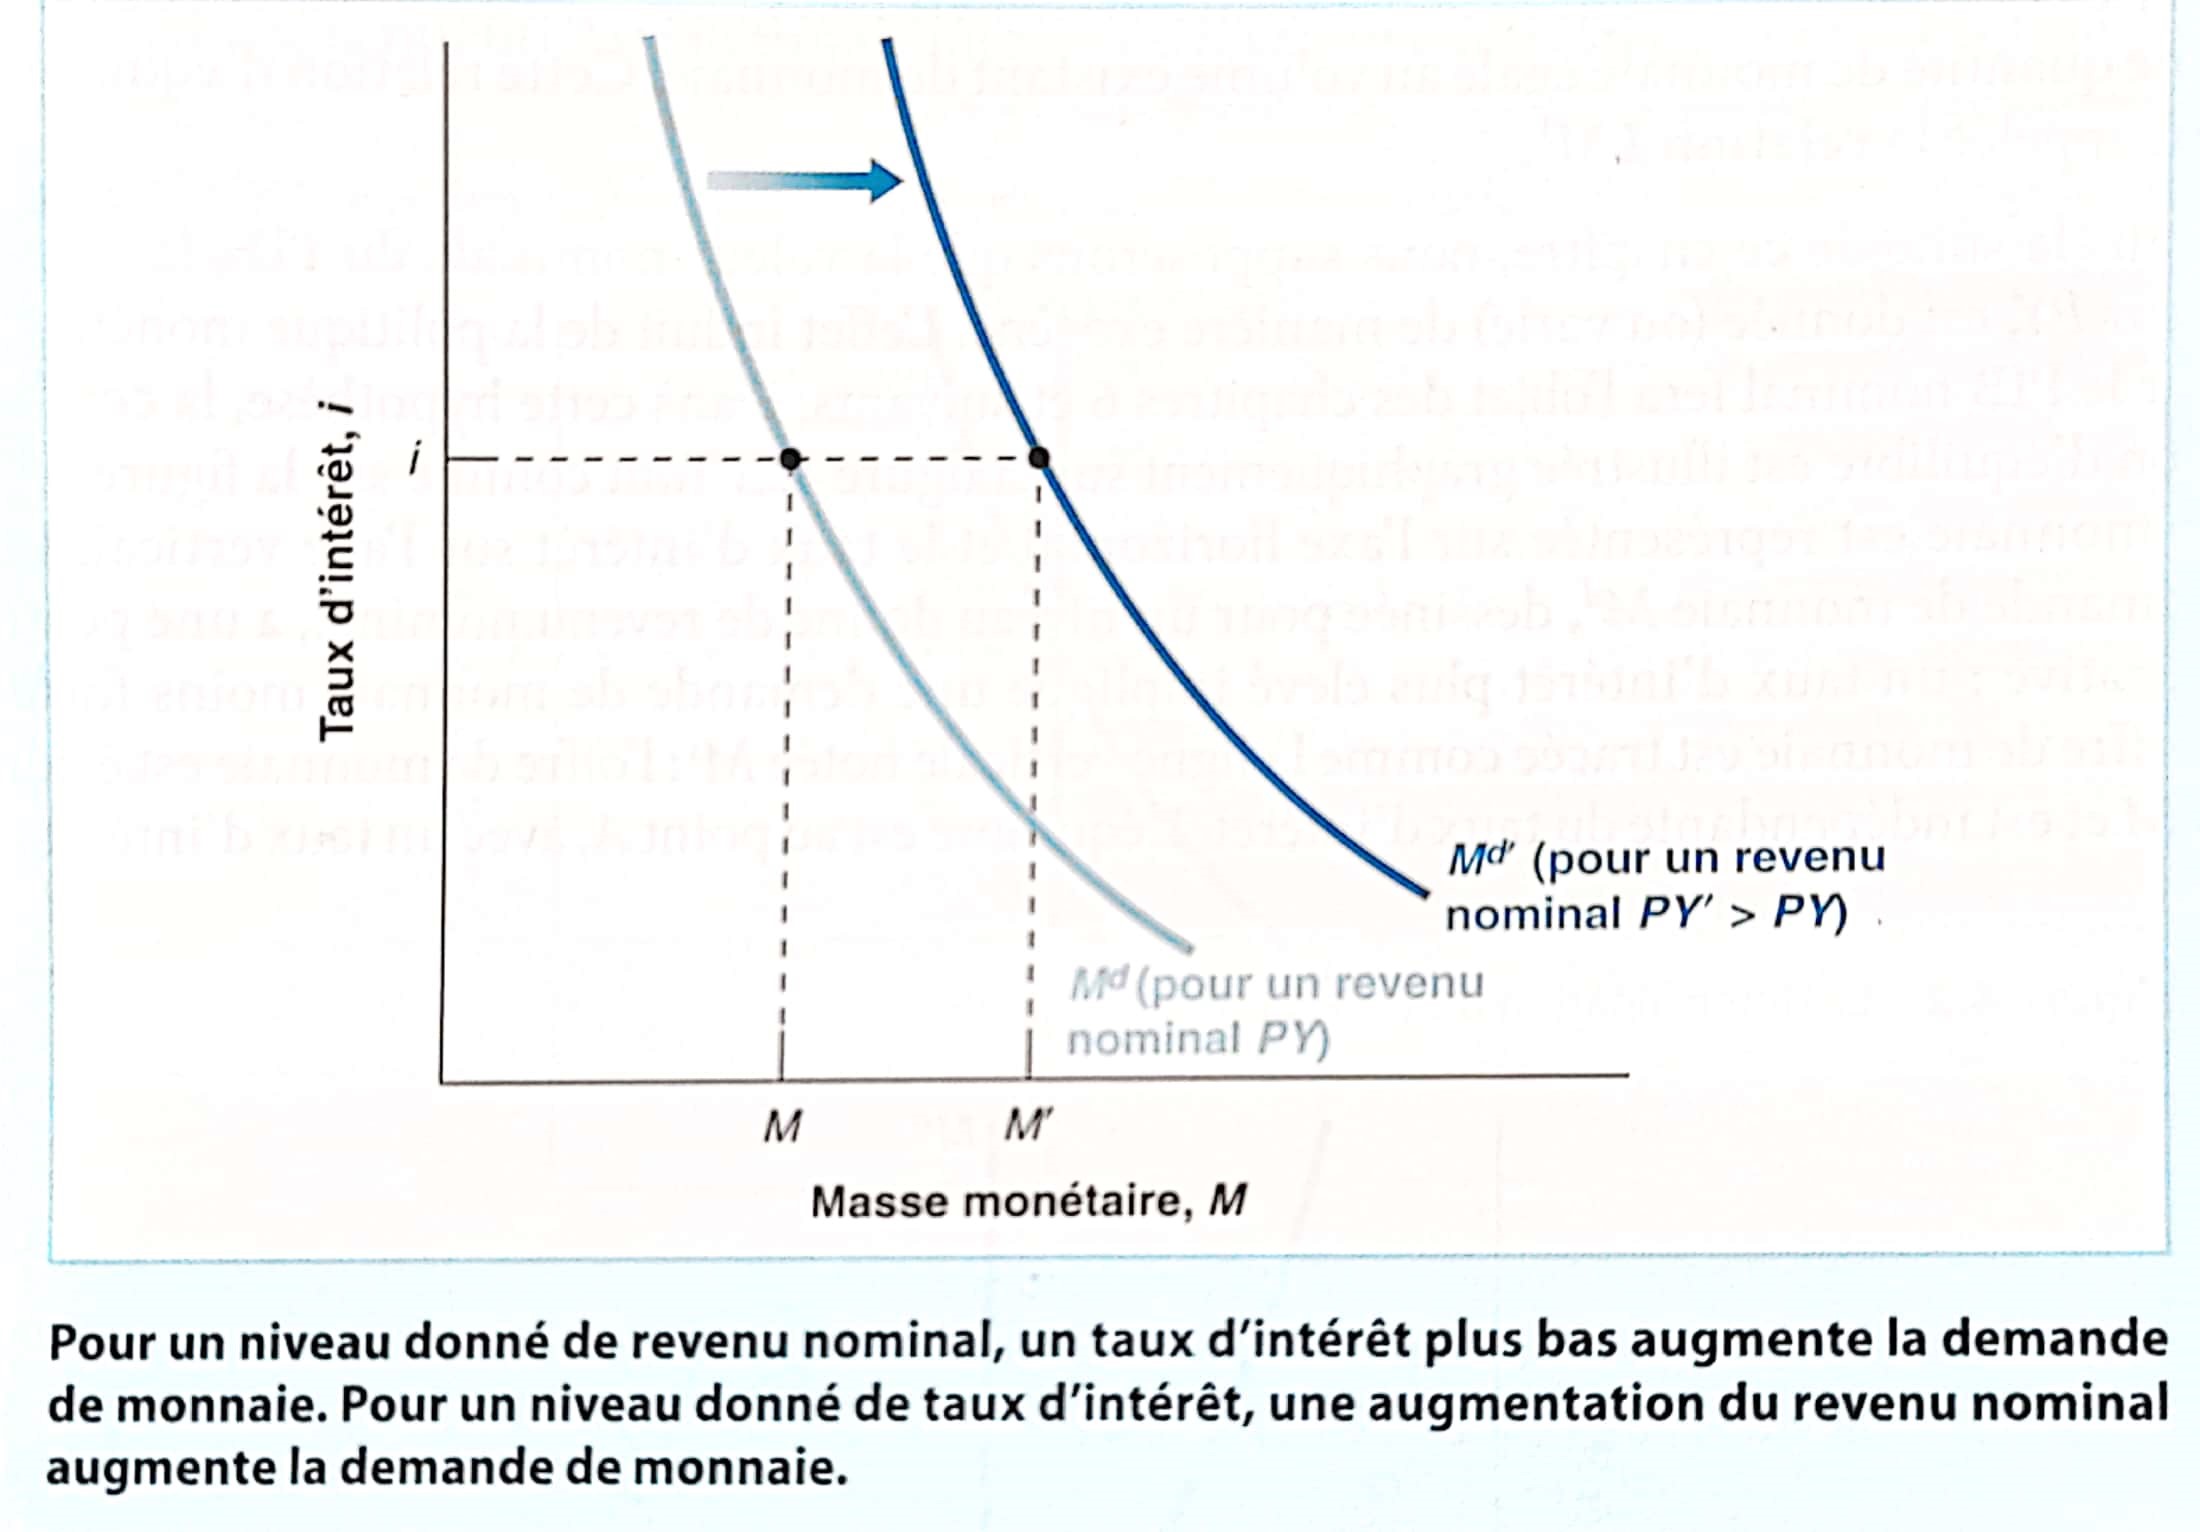 Taux d'intérêt, i
i
Md′ (pour un revenu
nominal PY′ > PY)
Md (pour un revenu
nominal PY)
M
M′
Masse monétaire, M
Pour un niveau donné de revenu nominal, un taux d'intérêt plus bas augmente la demande
de monnaie. Pour un niveau donné de taux d'intérêt, une augmentation du revenu nominal
augmente la demande de monnaie.